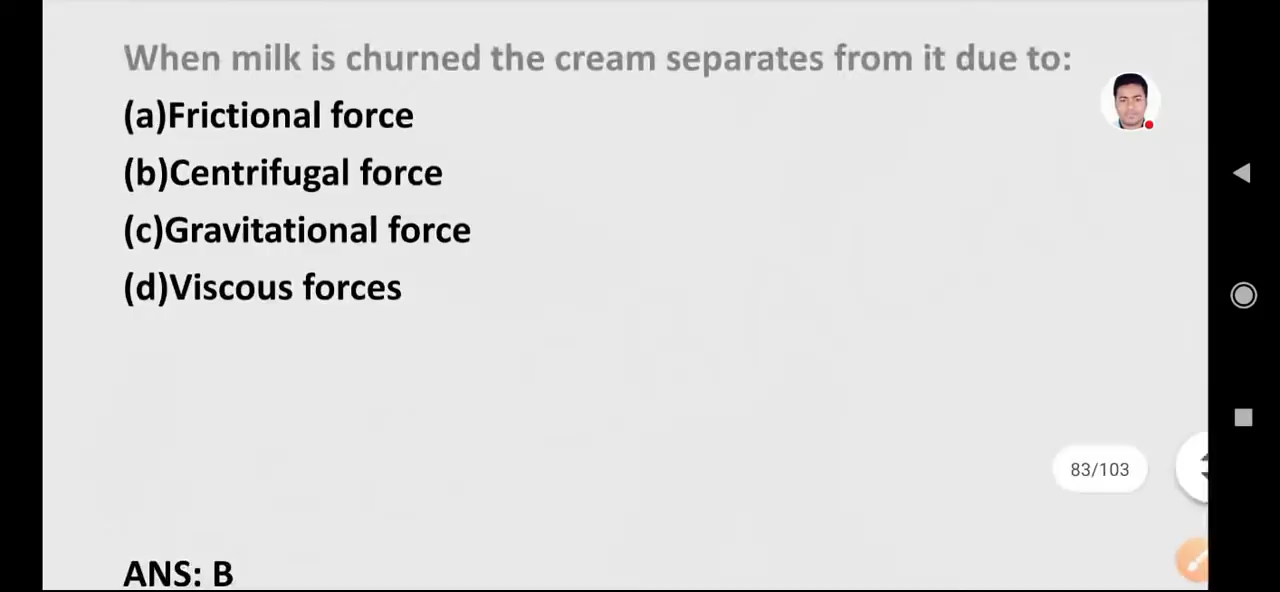 When milk is churned the cream separates from it due to:
(a)Frictional force
(b)Centrifugal force
(c)Gravitational force
(d)Viscous forces
83/103
ANS: B